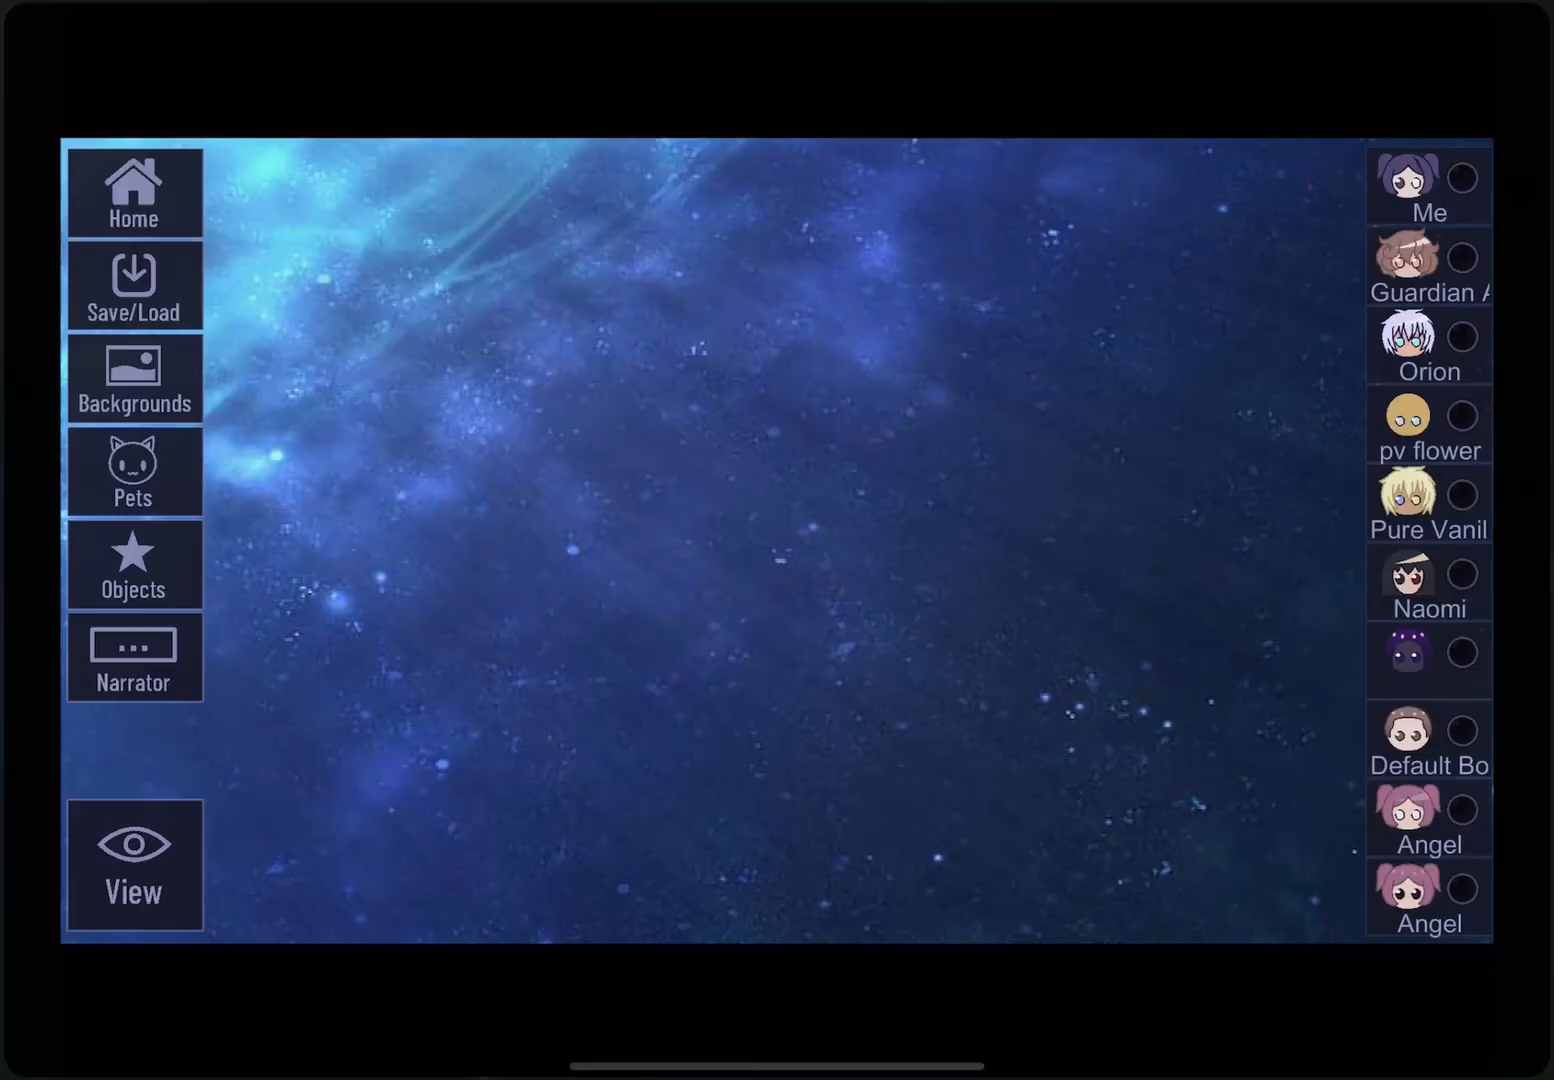 Home
Save/Load
Backgrounds
Pets
Objects
Narrator
View
Me
Guardian A
Orion
pv flower
Pure Vanil
Naomi
Default Bo
Angel
Angel